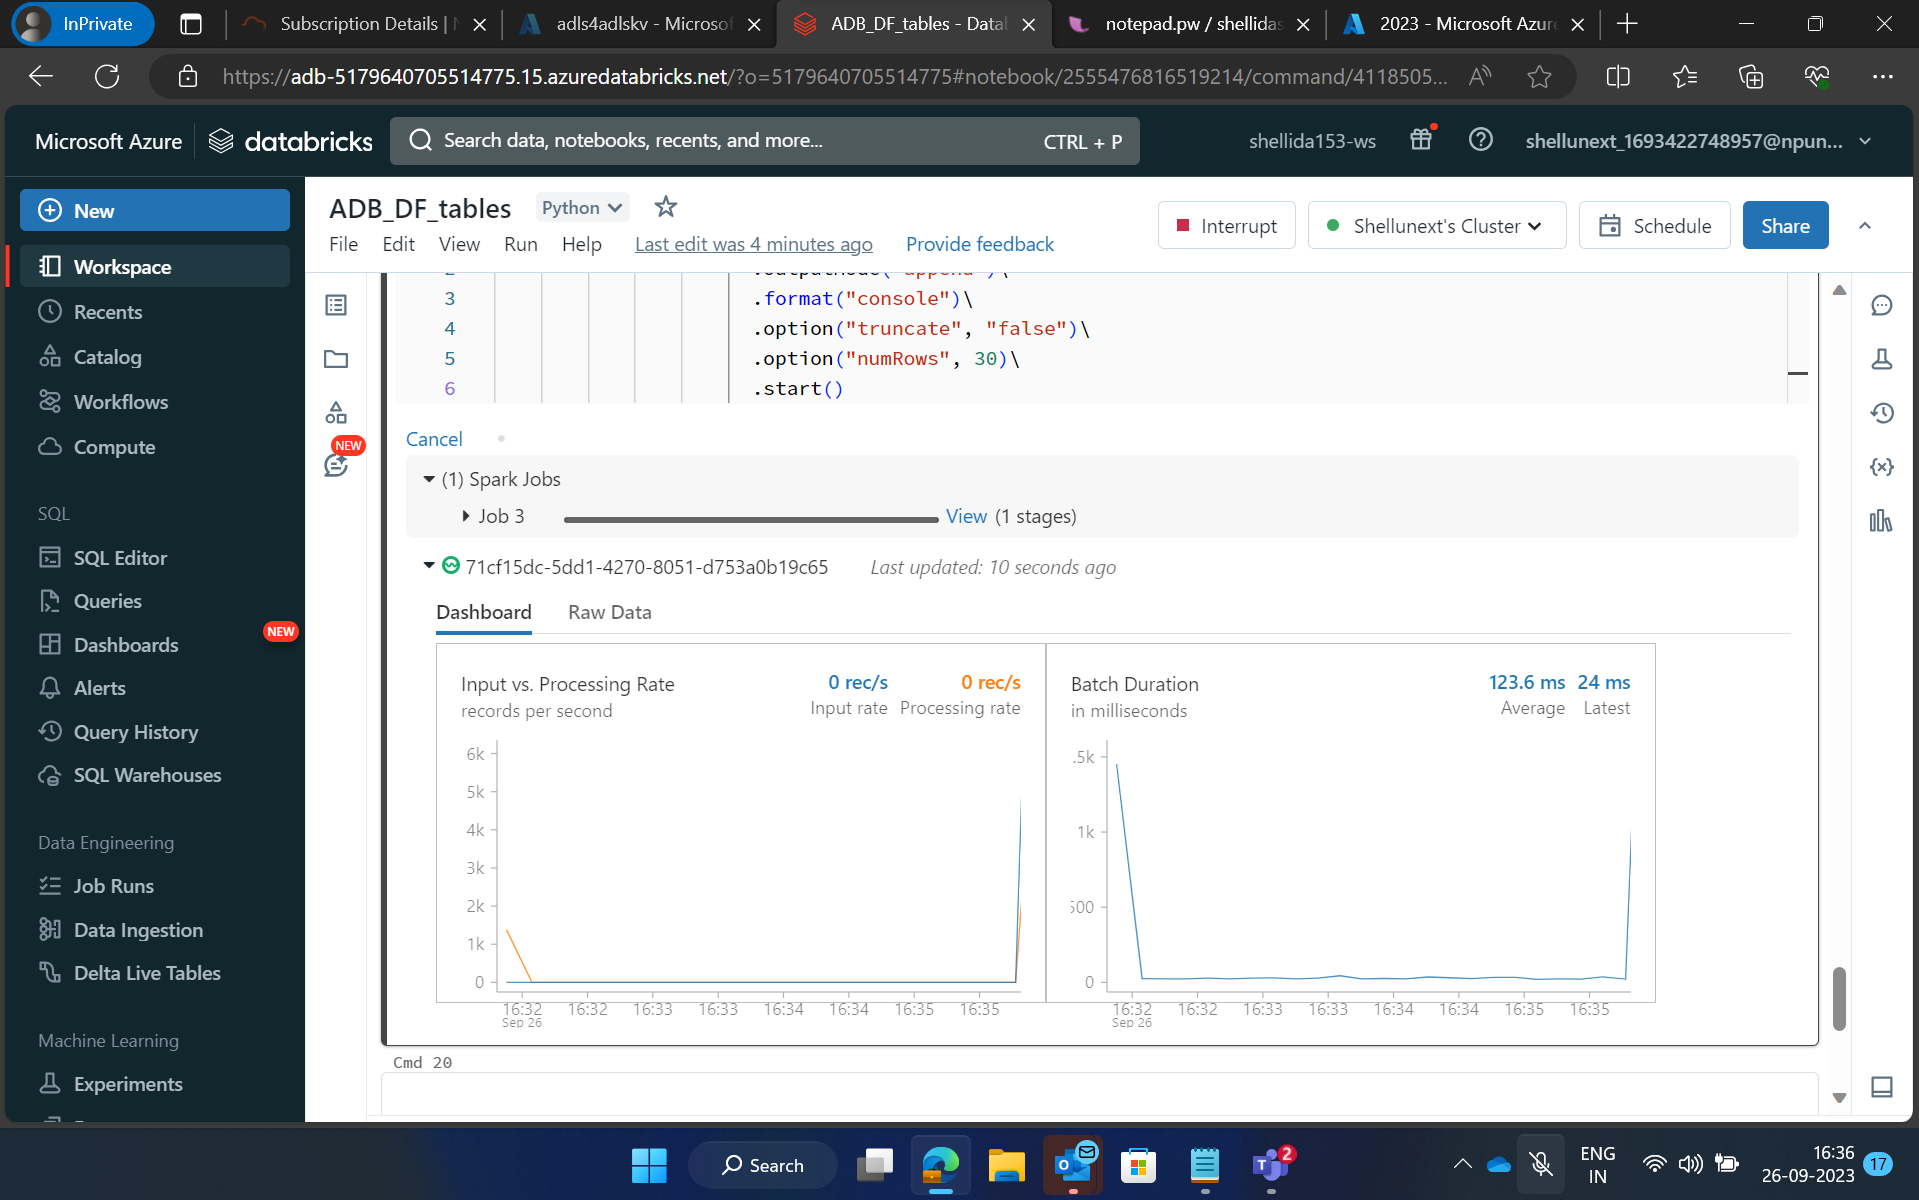 InPrivate
Subscription Details |
adls4adlskv - Microsof
ADB_DF_tables - Datab
notepad.pw / shellidas
2023 - Microsoft Azure
https://adb-5179640705514775.15.azuredatabricks.net/?o=5179640705514775#notebook/2555476816519214/command/4118505...
Microsoft Azure
databricks
Search data, notebooks, recents, and more...
CTRL + P
shellida153-ws
shellunext_1693422748957@npun...
New
Workspace
Recents
Catalog
Workflows
Compute
SQL
SQL Editor
Queries
Dashboards
NEW
Alerts
Query History
SQL Warehouses
Data Engineering
Job Runs
Data Ingestion
Delta Live Tables
Machine Learning
Experiments
ADB_DF_tables
Python
File Edit View Run Help Last edit was 4 minutes ago Provide feedback
Interrupt
Shellunext's Cluster
Schedule
Share
NEW
2 .outputMode("append")\
3 .format("console")\
4 .option("truncate", "false")\
5 .option("numRows", 30)\
6 .start()
Cancel
(1) Spark Jobs
Job 3 View (1 stages)
71cf15dc-5dd1-4270-8051-d753a0b19c65 Last updated: 10 seconds ago
Dashboard Raw Data
Input vs. Processing Rate
records per second
0 rec/s 0 rec/s
Input rate Processing rate
6k
5k
4k
3k
2k
1k
0
16:32 16:32 16:33 16:33 16:34 16:34 16:35 16:35
Sep 26
Batch Duration
in milliseconds
123.6 ms 24 ms
Average Latest
.5k
1k
500
0
16:32 16:32 16:33 16:33 16:34 16:34 16:35 16:35
Sep 26
Cmd 20
Search
2
ENG
IN
16:36
26-09-2023
17